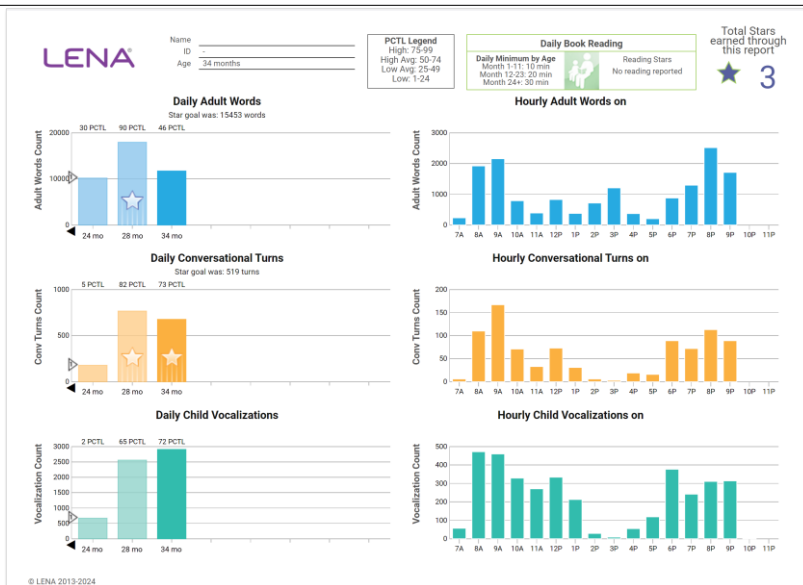 LENA
Name
ID -
Age 34 months
PCTL Legend
High: 75-99
High Avg: 50-74
Low Avg: 25-49
Low: 1-24
Daily Book Reading
Daily Minimum by Age
Month 1-11: 10 min
Month 12-23: 20 min
Month 24+: 30 min
Reading Stars
No reading reported
Total Stars
earned through
this report
3
Daily Adult Words
Star goal was: 15453 words
30 PCTL 90 PCTL 46 PCTL
Adult Words Count
20000
10000
0
24 mo 28 mo 34 mo
Hourly Adult Words on
Adult Words Count
3000
2000
1000
0
7A 8A 9A 10A 11A 12P 1P 2P 3P 4P 5P 6P 7P 8P 9P 10P 11P
Daily Conversational Turns
Star goal was: 519 turns
5 PCTL 82 PCTL 73 PCTL
Conv Turns Count
1000
500
0
24 mo 28 mo 34 mo
Hourly Conversational Turns on
Conv Turns Count
200
150
100
50
0
7A 8A 9A 10A 11A 12P 1P 2P 3P 4P 5P 6P 7P 8P 9P 10P 11P
Daily Child Vocalizations
2 PCTL 65 PCTL 72 PCTL
Vocalization Count
3000
2500
2000
1500
1000
500
0
24 mo 28 mo 34 mo
Hourly Child Vocalizations on
Vocalization Count
500
400
300
200
100
0
7A 8A 9A 10A 11A 12P 1P 2P 3P 4P 5P 6P 7P 8P 9P 10P 11P
© LENA 2013-2024